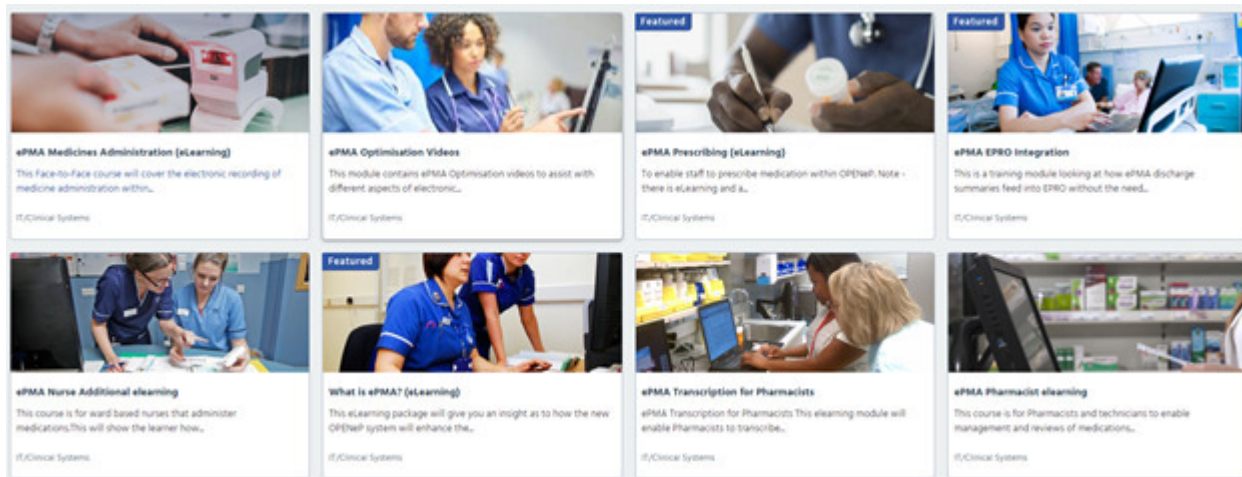 ePMA Medicines Administration (eLearning)
This Face-to-Face course will cover the electronic recording of
medicine administration within...
IT/Clinical Systems
ePMA Optimisation Videos
This module contains ePMA Optimisation videos to assist with
different aspects of electronic...
IT/Clinical Systems
Featured
ePMA Prescribing (eLearning)
To enable staff to prescribe medication within OPENeP. Note -
there is eLearning and a...
IT/Clinical Systems
Featured
ePMA EPRO Integration
This is a training module looking at how ePMA discharge
summaries feed into EPRO without the need...
IT/Clinical Systems
ePMA Nurse Additional elearning
This course is for ward based nurses that administer
medications.This will show the learner how...
IT/Clinical Systems
Featured
What is ePMA? (eLearning)
This eLearning package will give you an insight as to how the new
OPENeP system will enhance the...
IT/Clinical Systems
ePMA Transcription for Pharmacists
ePMA Transcription for Pharmacists This elearning module will
enable Pharmacists to transcribe...
IT/Clinical Systems
ePMA Pharmacist elearning
This course is for Pharmacists and technicians to enable
management and reviews of medications...
IT/Clinical Systems